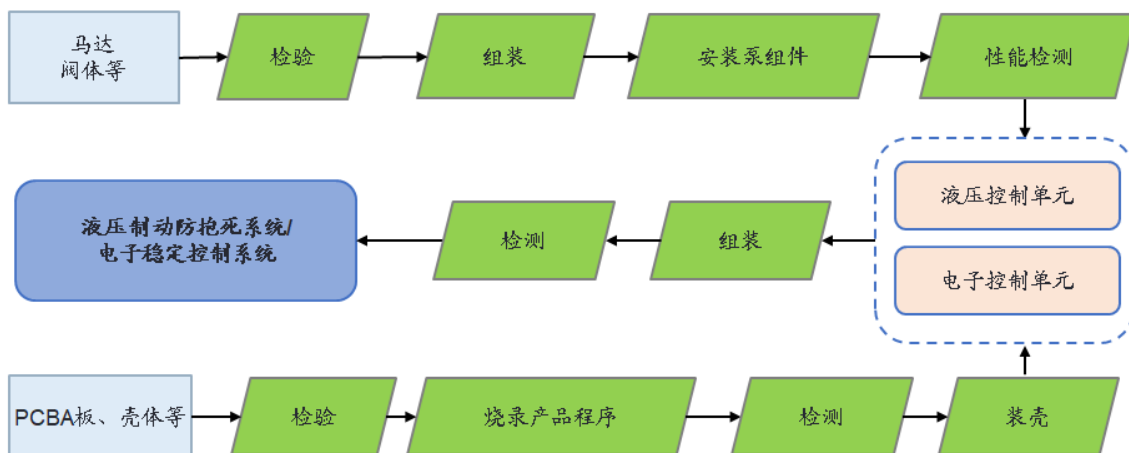 马达
阀体等
检验
组装
安装泵组件
性能检测
液压控制单元
液压制动防抱死系统/
电子稳定控制系统
检测
组装
电子控制单元
PCBA板、壳体等
检验
烧录产品程序
检测
装壳